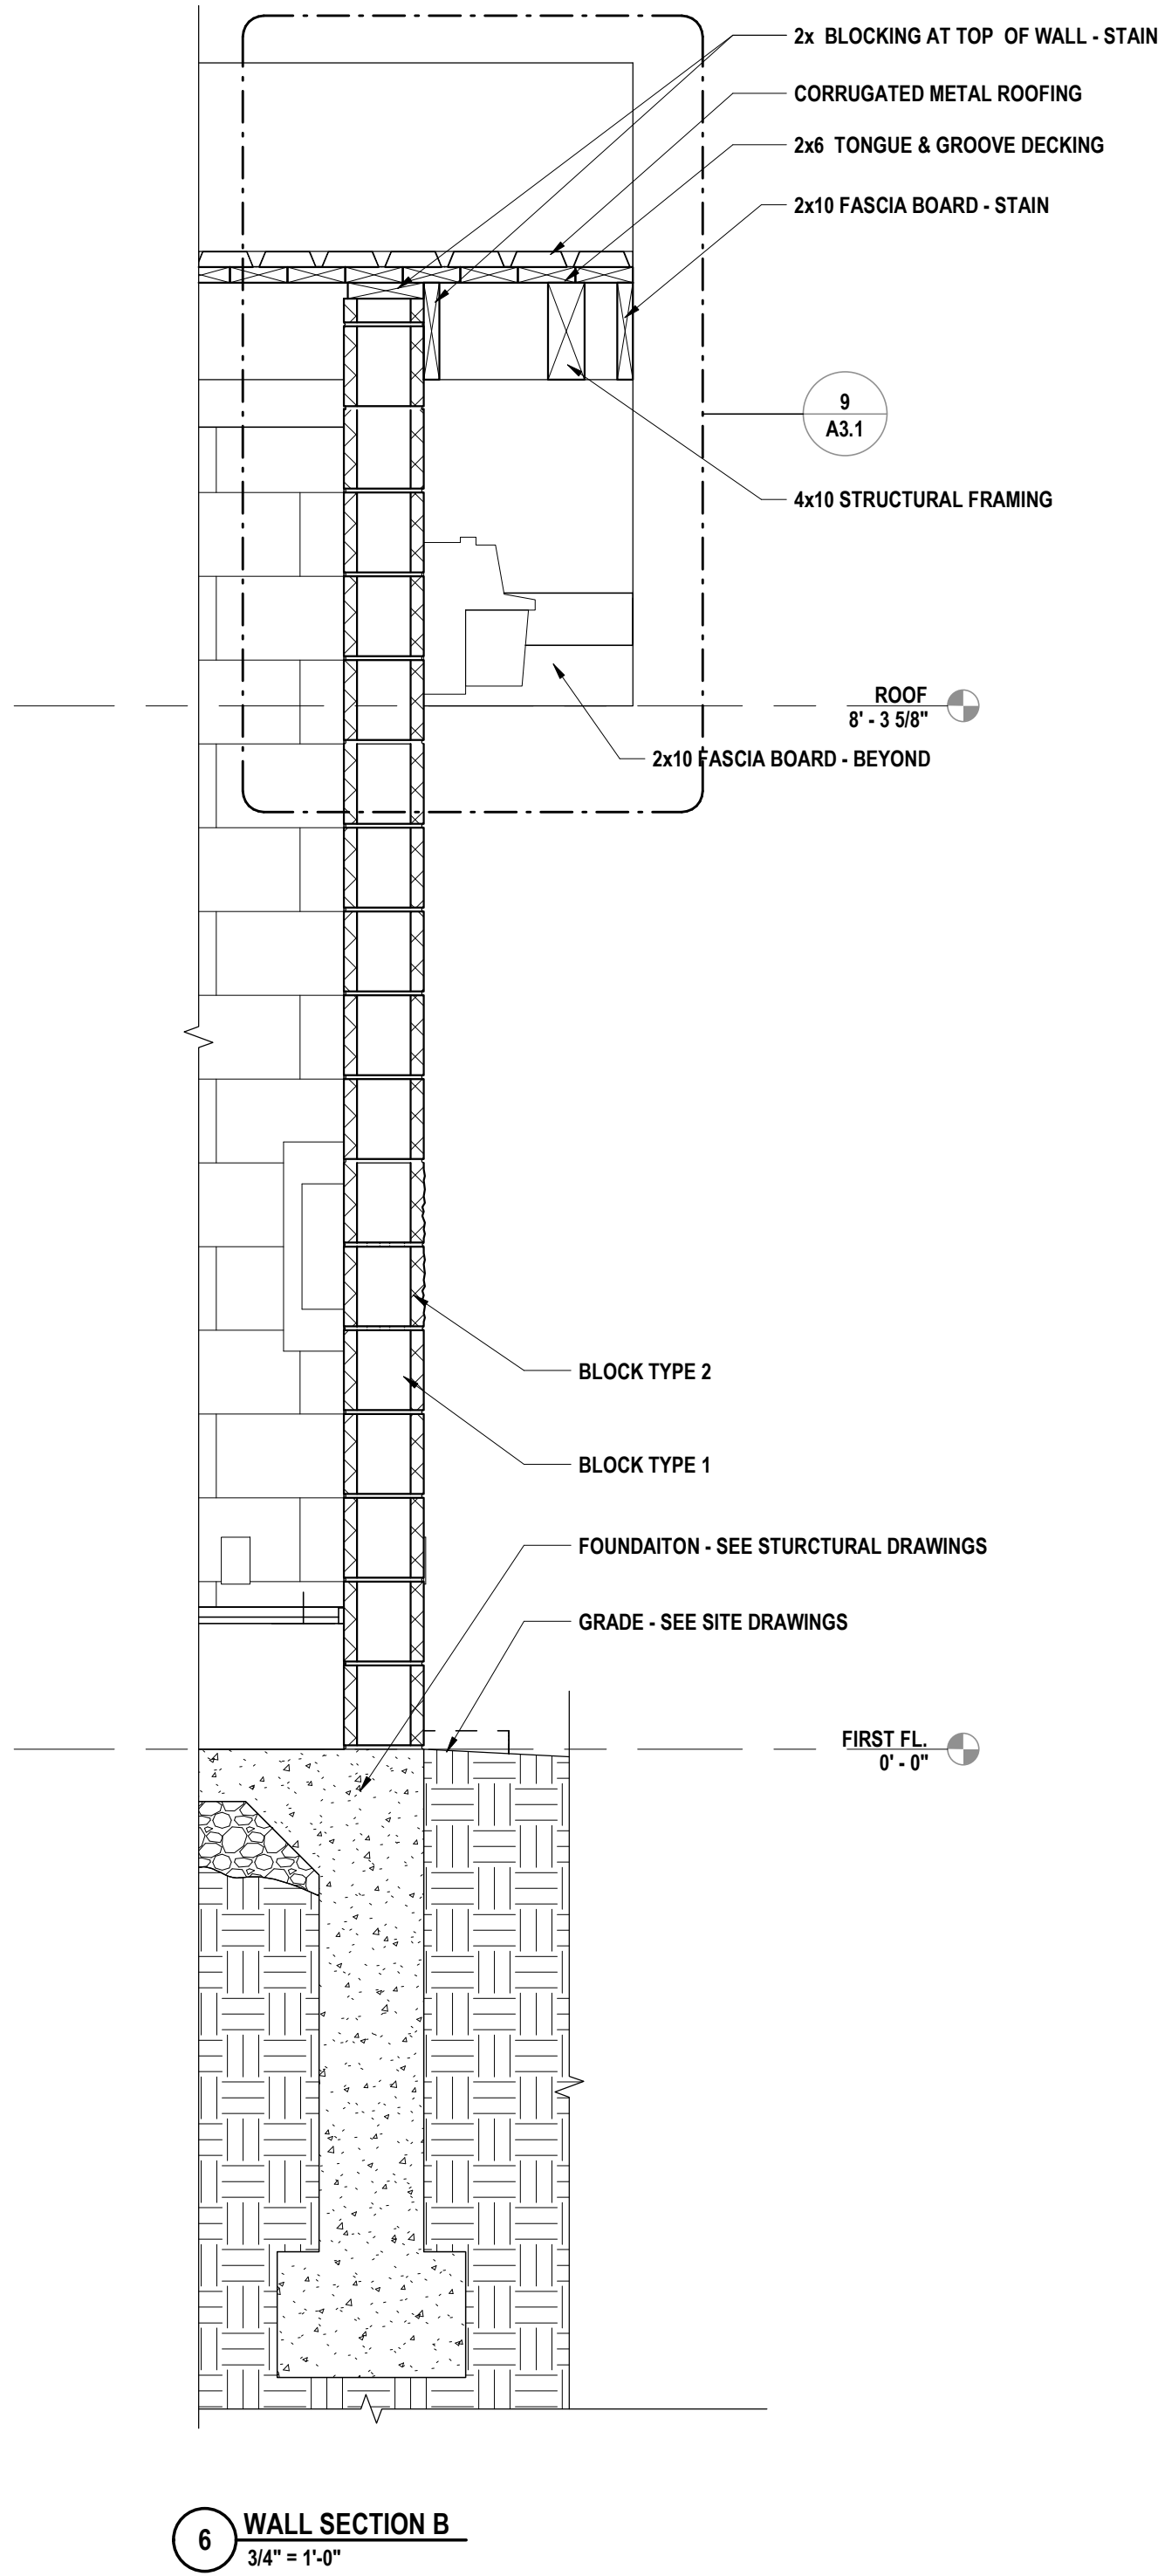 2x BLOCKING AT TOP OF WALL - STAIN
CORRUGATED METAL ROOFING
2x6 TONGUE & GROOVE DECKING
2x10 FASCIA BOARD - STAIN
9
A3.1
4x10 STRUCTURAL FRAMING
ROOF
8' - 3 5/8"
2x10 FASCIA BOARD - BEYOND
BLOCK TYPE 2
BLOCK TYPE 1
FOUNDAITON - SEE STURCTURAL DRAWINGS
GRADE - SEE SITE DRAWINGS
FIRST FL.
0' - 0"
6
WALL SECTION B
3/4" = 1'-0"